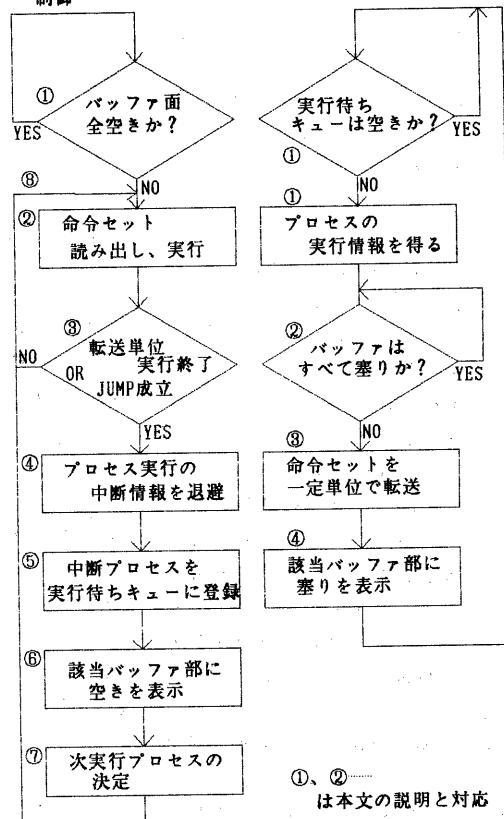 制御
①
バッファ面
全空きか?
YES
NO
⑧
②
命令セット
読み出し、実行
③
転送単位
実行終了
OR
JUMP成立
NO
YES
④
プロセス実行の
中断情報を退避
⑤
中断プロセスを
実行待ちキューに登録
⑥
該当バッファ部に
空きを表示
⑦
次実行プロセスの
決定
実行待ち
キューは空きか?
YES
①
NO
①
プロセスの
実行情報を得る
②
バッファは
すべて塞りか?
YES
NO
③
命令セットを
一定単位で転送
④
該当バッファ部に
塞りを表示
①、②……
は本文の説明と対応